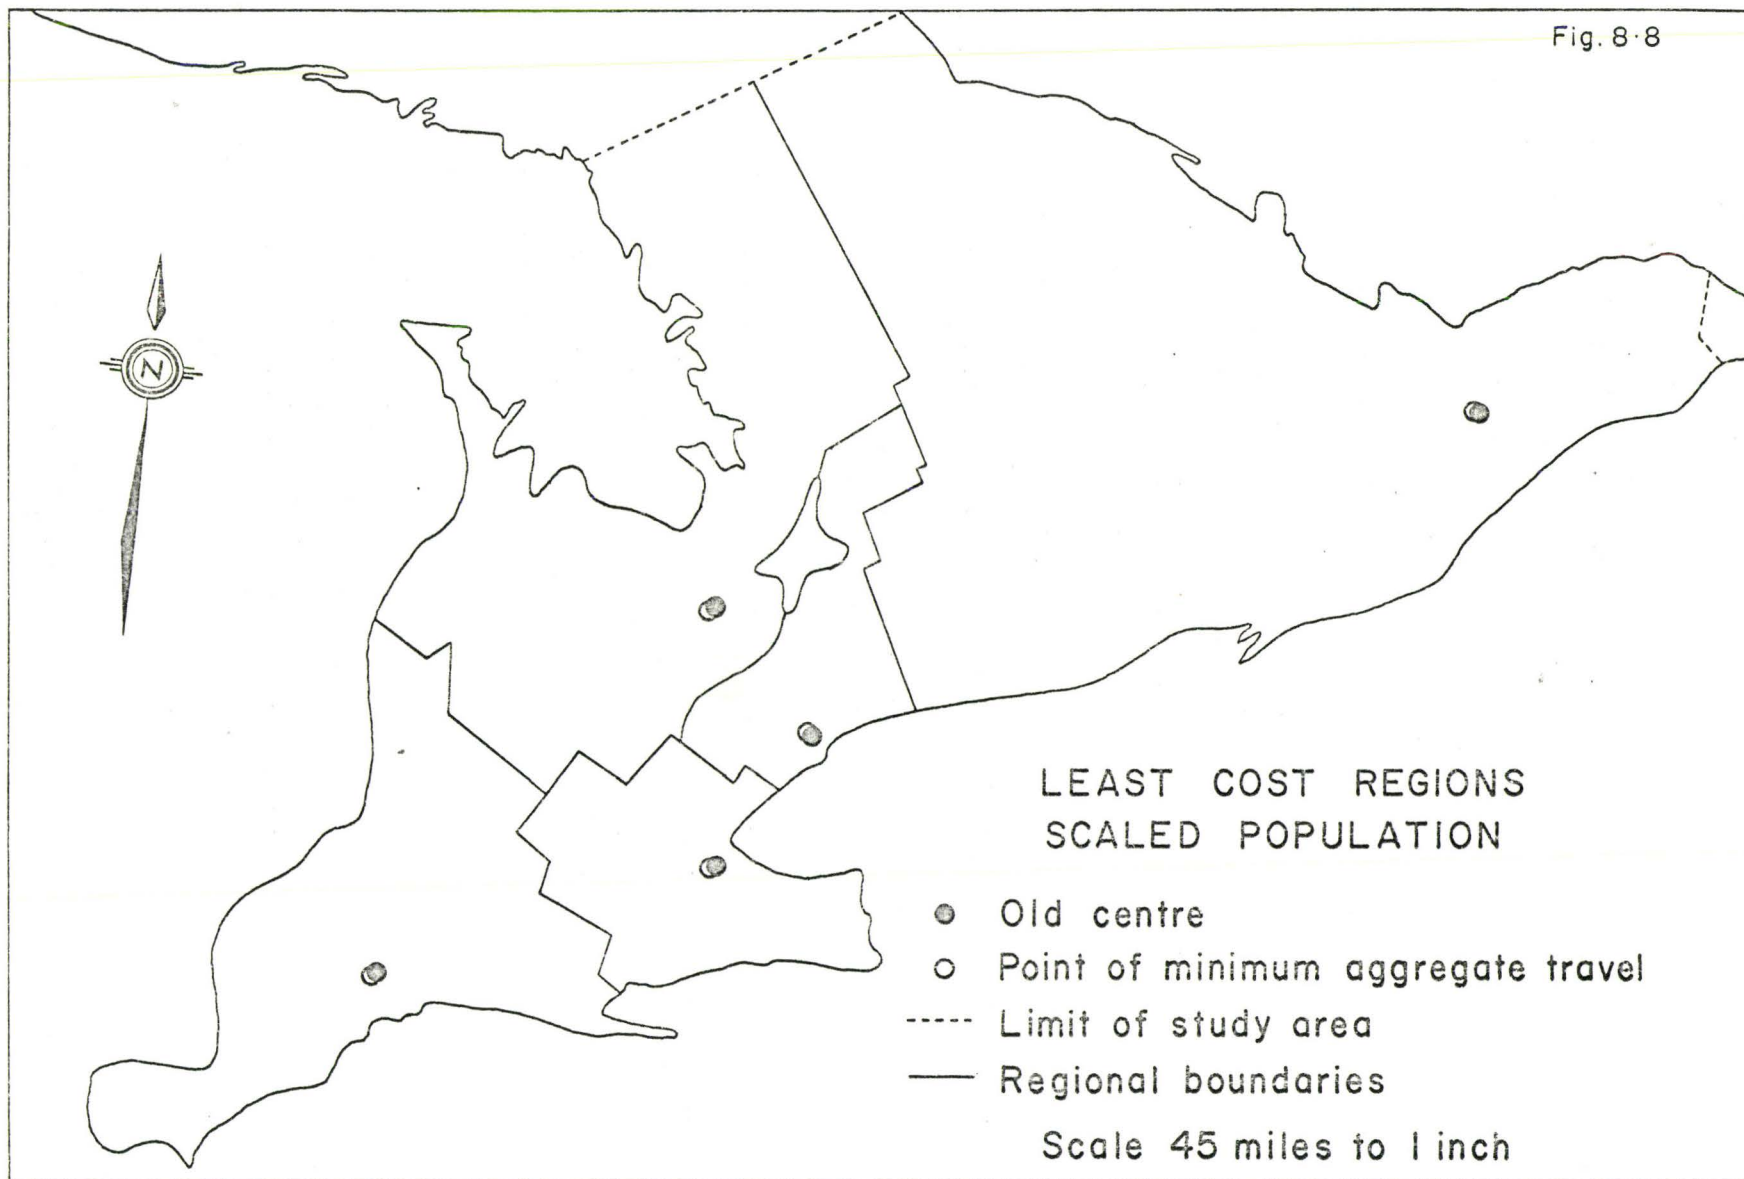 Fig. 8·8
N
LEAST COST REGIONS
SCALED POPULATION
Old centre
Point of minimum aggregate travel
Limit of study area
Regional boundaries
Scale 45 miles to 1 inch